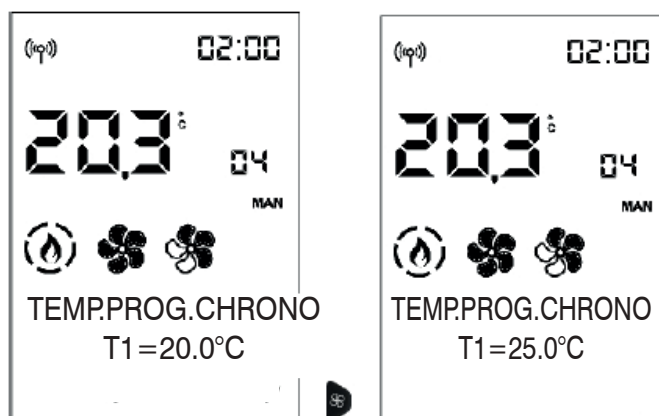 02:00
20,3 °C
04
MAN
TEMP.PROG.CHRONO
T1=20.0°C
02:00
20,3 °C
04
MAN
TEMP.PROG.CHRONO
T1=25.0°C